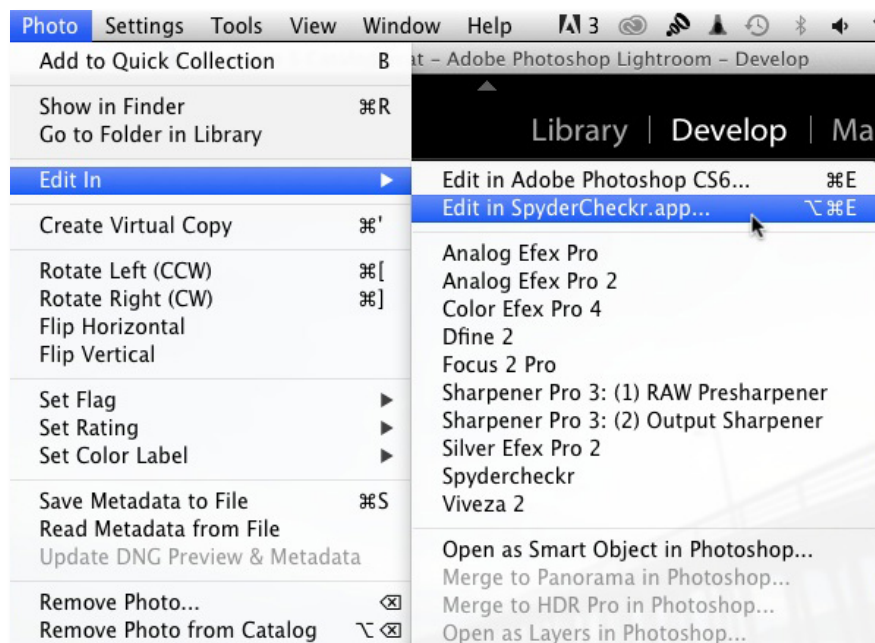 Photo Settings Tools View Window Help 3
Add to Quick Collection B
Show in Finder ⌘R
Go to Folder in Library
Edit In
Create Virtual Copy ⌘'
Rotate Left (CCW) ⌘[
Rotate Right (CW) ⌘]
Flip Horizontal
Flip Vertical
Set Flag
Set Rating
Set Color Label
Save Metadata to File ⌘S
Read Metadata from File
Update DNG Preview & Metadata
Remove Photo... ⌫
Remove Photo from Catalog ⌥⌫
– Adobe Photoshop Lightroom – Develop
Library | Develop |
Edit in Adobe Photoshop CS6... ⌘E
Edit in SpyderCheckr.app... ⌥⌘E
Analog Efex Pro
Analog Efex Pro 2
Color Efex Pro 4
Dfine 2
Focus 2 Pro
Sharpener Pro 3: (1) RAW Presharpener
Sharpener Pro 3: (2) Output Sharpener
Silver Efex Pro 2
Spydercheckr
Viveza 2
Open as Smart Object in Photoshop...
Merge to Panorama in Photoshop...
Merge to HDR Pro in Photoshop...
Open as Layers in Photoshop...